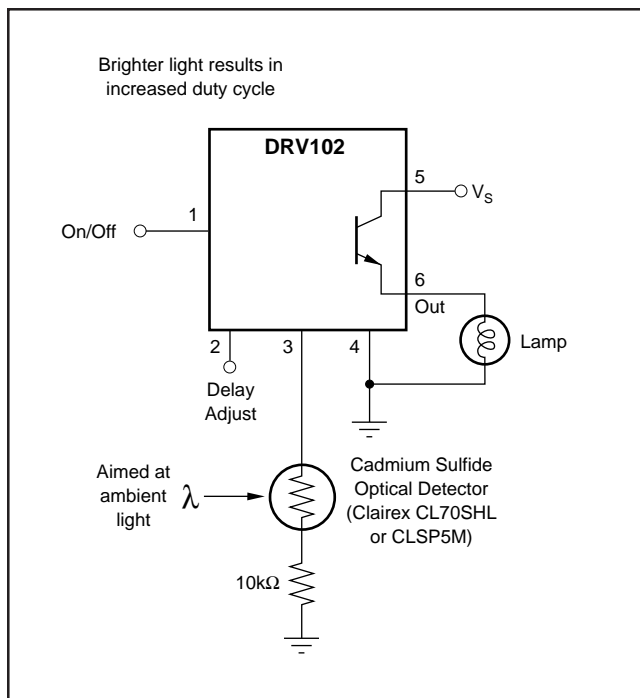 Brighter light results in
increased duty cycle
DRV102
5
V_S
1
On/Off
6
Out
2
3
4
Lamp
Delay
Adjust
Aimed at
ambient
light
λ
Cadmium Sulfide
Optical Detector
(Clairex CL70SHL
or CLSP5M)
10kΩ